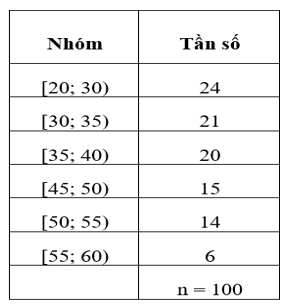 Nhóm Tần số
[20; 30) 24
[30; 35) 21
[35; 40) 20
[45; 50) 15
[50; 55) 14
[55; 60) 6
n = 100